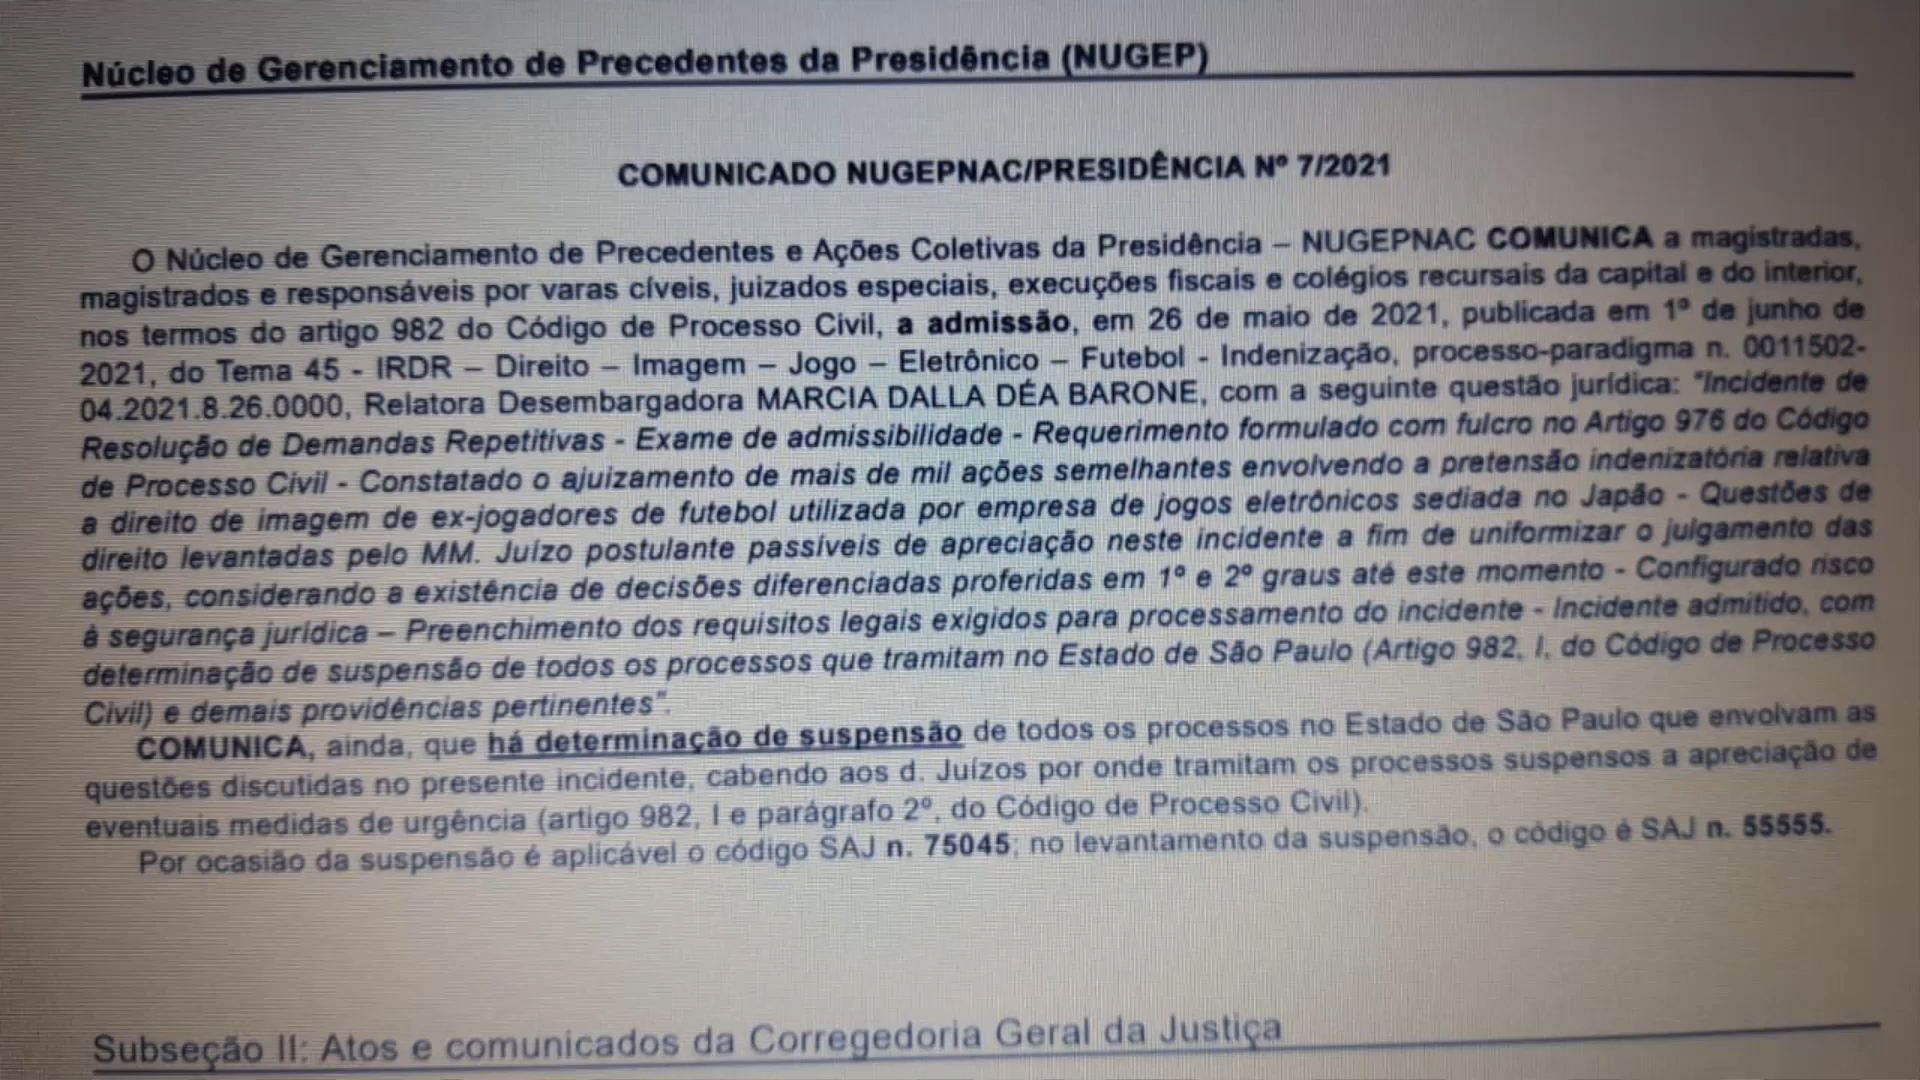 Núcleo de Gerenciamento de Precedentes da Presidência (NUGEP)
COMUNICADO NUGEPNAC/PRESIDÊNCIA Nº 7/2021
O Núcleo de Gerenciamento de Precedentes e Ações Coletivas da Presidência – NUGEPNAC COMUNICA a magistradas,
magistrados e responsáveis por varas cíveis, juizados especiais, execuções fiscais e colégios recursais da capital e do interior,
nos termos do artigo 982 do Código de Processo Civil, a admissão, em 26 de maio de 2021, publicada em 1º de junho de
2021, do Tema 45 - IRDR – Direito – Imagem – Jogo – Eletrônico – Futebol - Indenização, processo-paradigma n. 0011502-
04.2021.8.26.0000, Relatora Desembargadora MARCIA DALLA DÉA BARONE, com a seguinte questão jurídica: "Incidente de
Resolução de Demandas Repetitivas - Exame de admissibilidade - Requerimento formulado com fulcro no Artigo 976 do Código
de Processo Civil - Constatado o ajuizamento de mais de mil ações semelhantes envolvendo a pretensão indenizatória relativa
a direito de imagem de ex-jogadores de futebol utilizada por empresa de jogos eletrônicos sediada no Japão - Questões de
direito levantadas pelo MM. Juízo postulante passíveis de apreciação neste incidente a fim de uniformizar o julgamento das
ações, considerando a existência de decisões diferenciadas proferidas em 1º e 2º graus até este momento - Configurado risco
à segurança jurídica – Preenchimento dos requisitos legais exigidos para processamento do incidente - Incidente admitido, com
determinação de suspensão de todos os processos que tramitam no Estado de São Paulo (Artigo 982, I, do Código de Processo
Civil) e demais providências pertinentes".
COMUNICA, ainda, que há determinação de suspensão de todos os processos no Estado de São Paulo que envolvam as
questões discutidas no presente incidente, cabendo aos d. Juízos por onde tramitam os processos suspensos a apreciação de
eventuais medidas de urgência (artigo 982, I e parágrafo 2º, do Código de Processo Civil).
Por ocasião da suspensão é aplicável o código SAJ n. 75045; no levantamento da suspensão, o código é SAJ n. 55555.
Subseção II: Atos e comunicados da Corregedoria Geral da Justiça